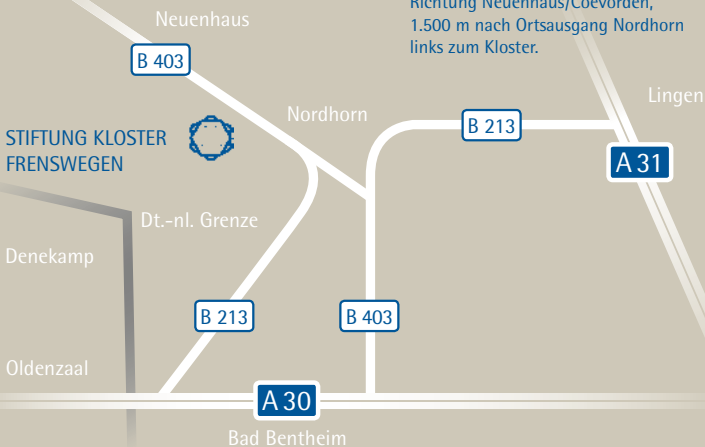 Richtung Neuenhaus/Coevorden,
1.500 m nach Ortsausgang Nordhorn
links zum Kloster.
Neuenhaus
B 403
Lingen
Nordhorn
B 213
STIFTUNG KLOSTER
FRENSWEGEN
A 31
Dt.-nl. Grenze
Denekamp
B 213
B 403
Oldenzaal
A 30
Bad Bentheim